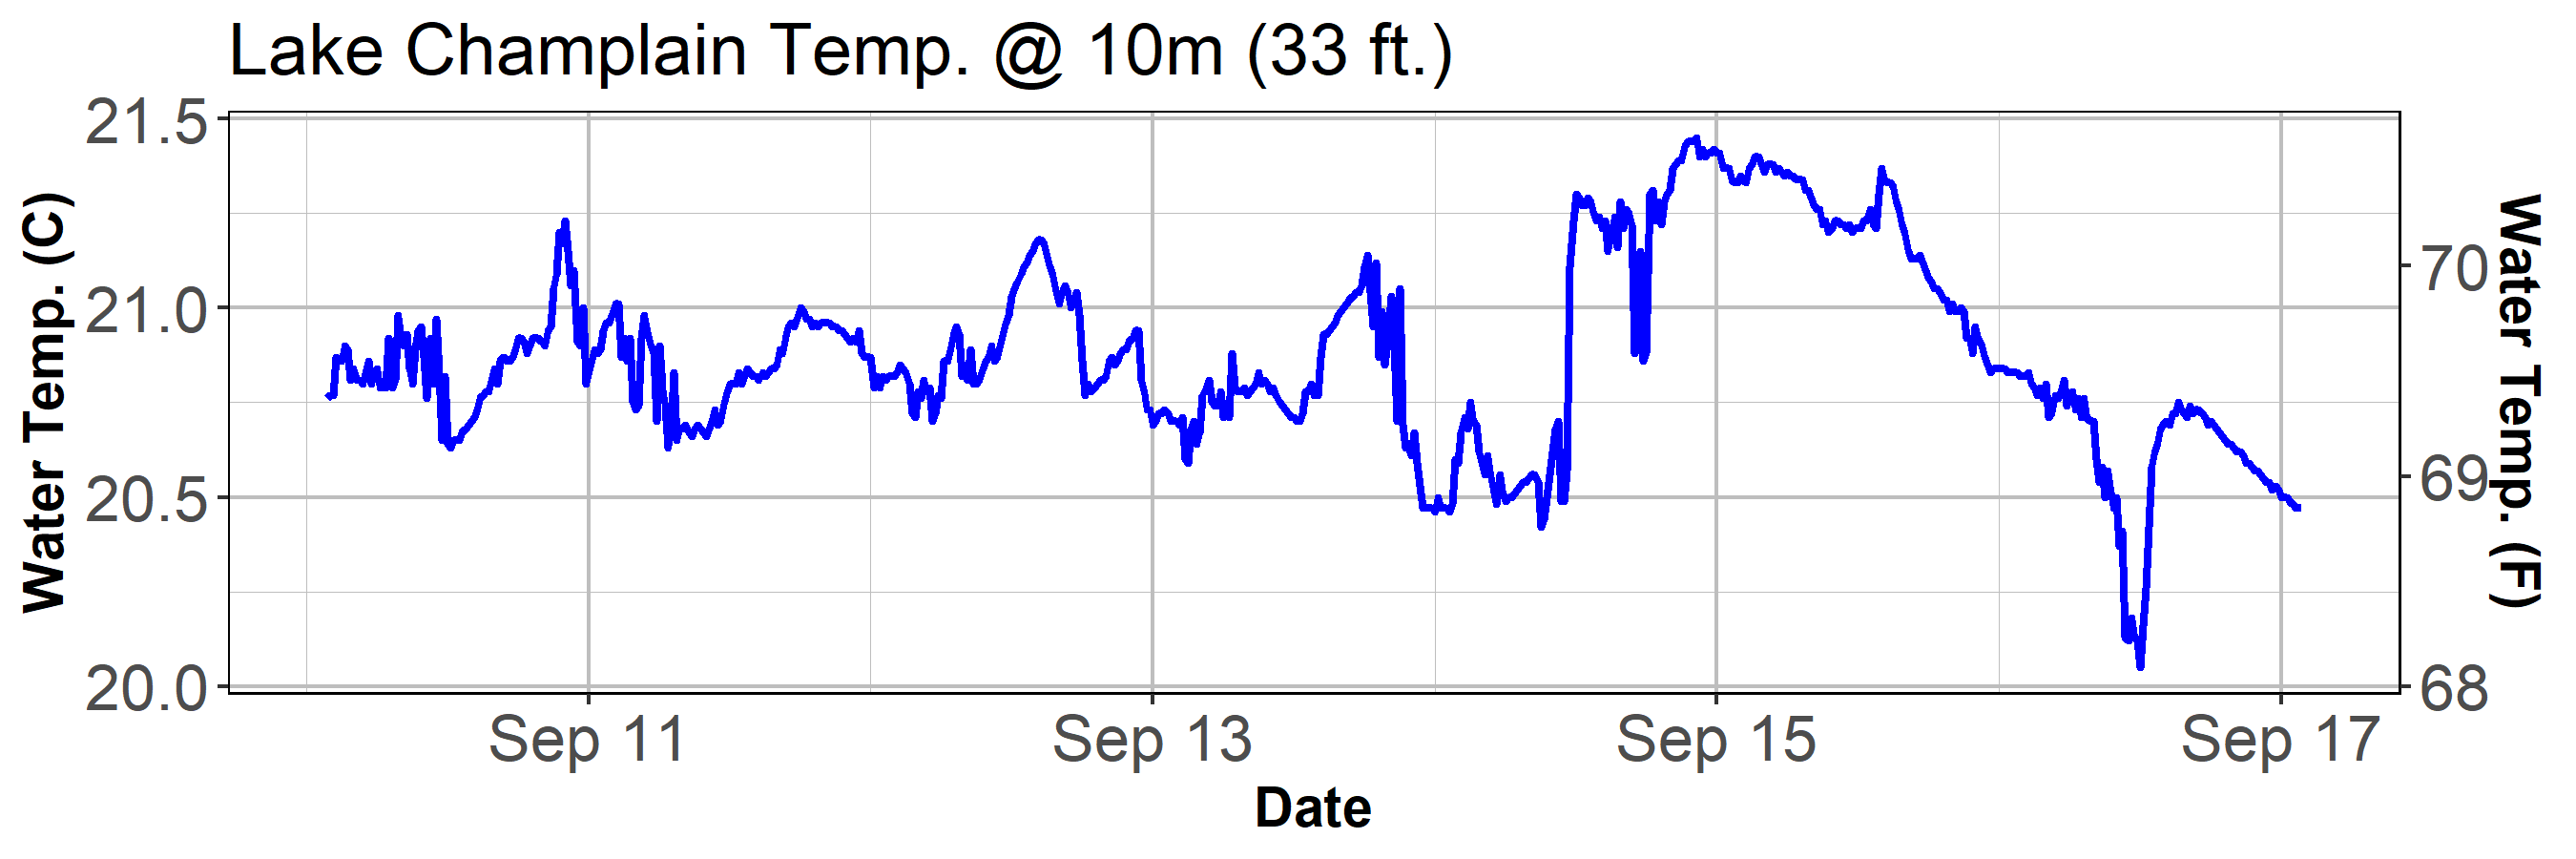 Lake Champlain Temp. @ 10m (33 ft.)
Water Temp. (C)
21.5
21.0
20.5
20.0
70
69
68
Water Temp. (F)
Sep 11
Sep 13
Sep 15
Sep 17
Date